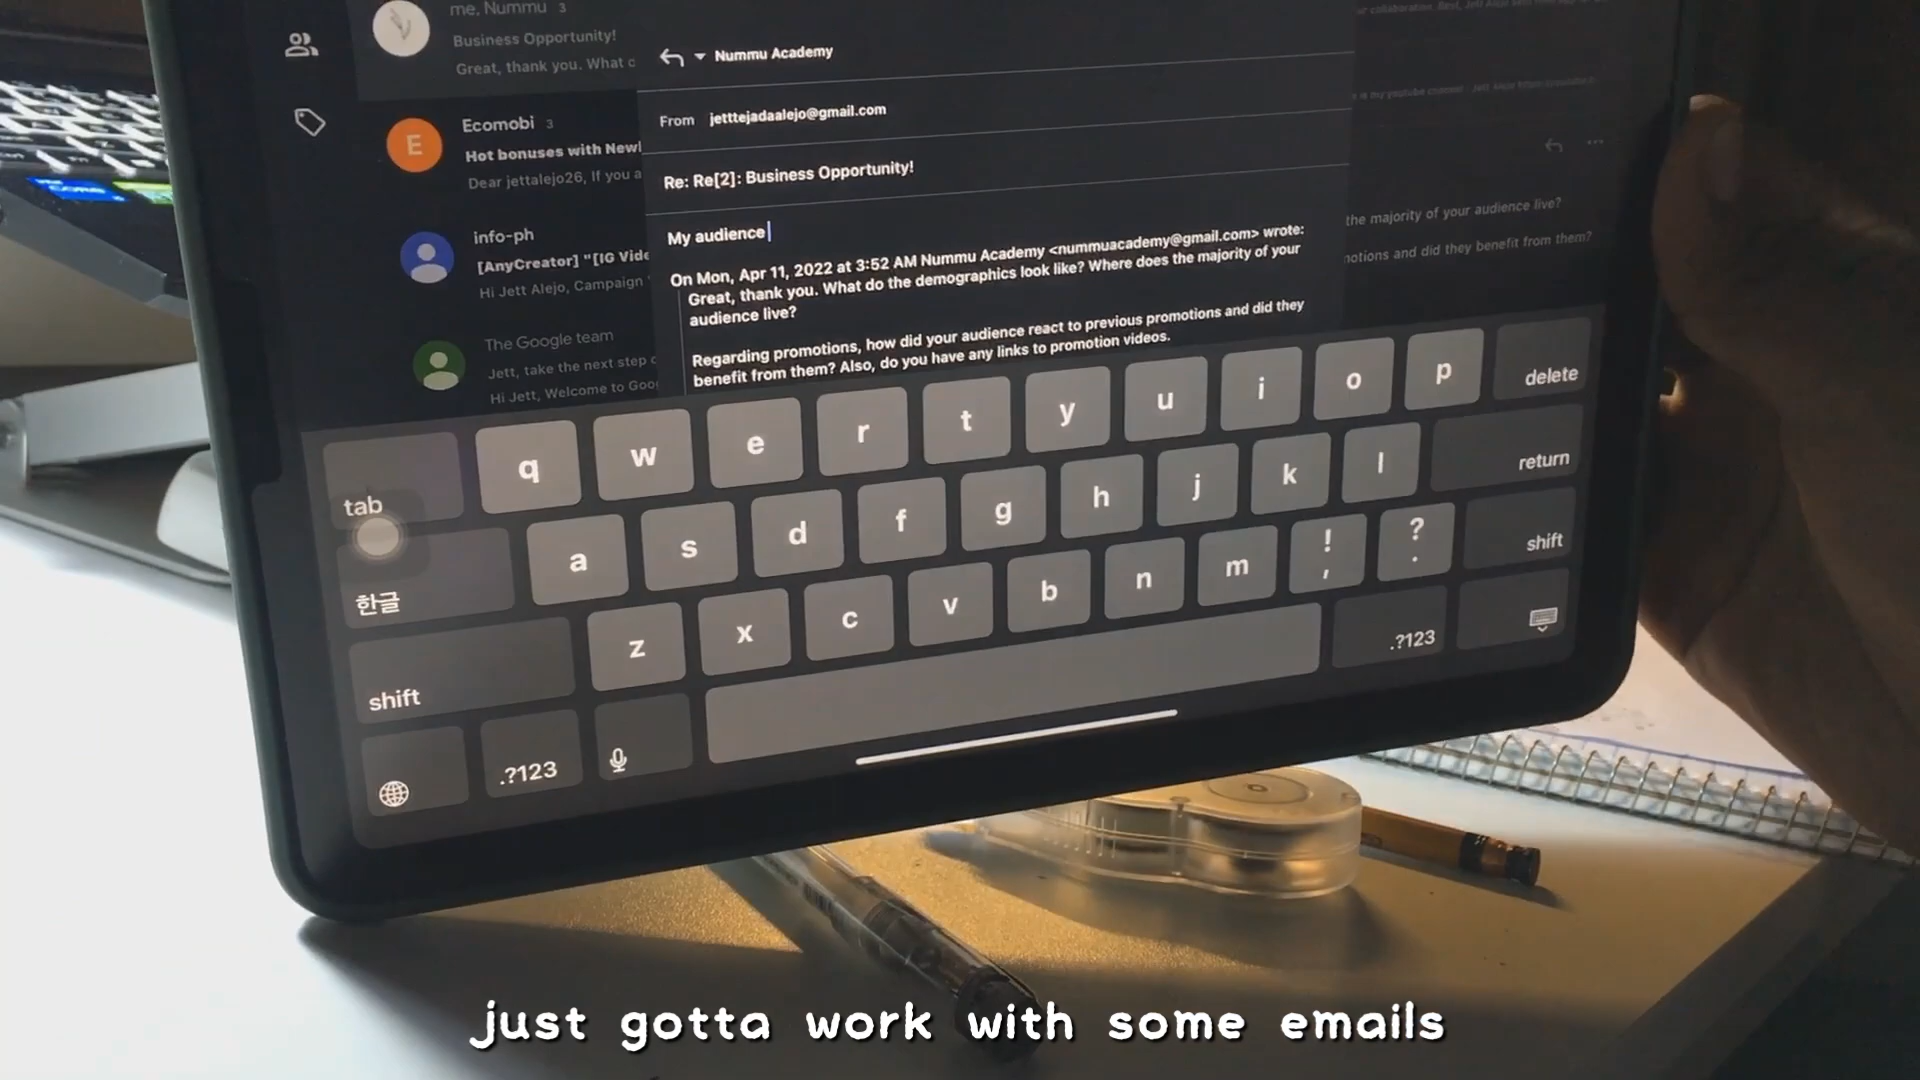 me, Nummu 3
Business Opportunity!
Great, thank you. What c
Ecomobi 3
Hot bonuses with New
Dear jettalejo26, If you a
info-ph
[AnyCreator] "[IG Vide
Hi Jett Alejo, Campaign
The Google team
Jett, take the next step
Hi Jett, Welcome to Goo
Nummu Academy
From jetttejadaalejo@gmail.com
Re: Re[2]: Business Opportunity!
My audience
On Mon, Apr 11, 2022 at 3:52 AM Nummu Academy <nummuacademy@gmail.com> wrote:
Great, thank you. What do the demographics look like? Where does the majority of your
audience live?
Regarding promotions, how did your audience react to previous promotions and did they
benefit from them? Also, do you have any links to promotion videos.
the majority of your audience live?
notions and did they benefit from them?
E
q w e r t y u i o p delete
tab
a s d f g h j k l return
한글
z x c v b n m ! , ? . shift
shift
.?123 .?123
just gotta work with some emails